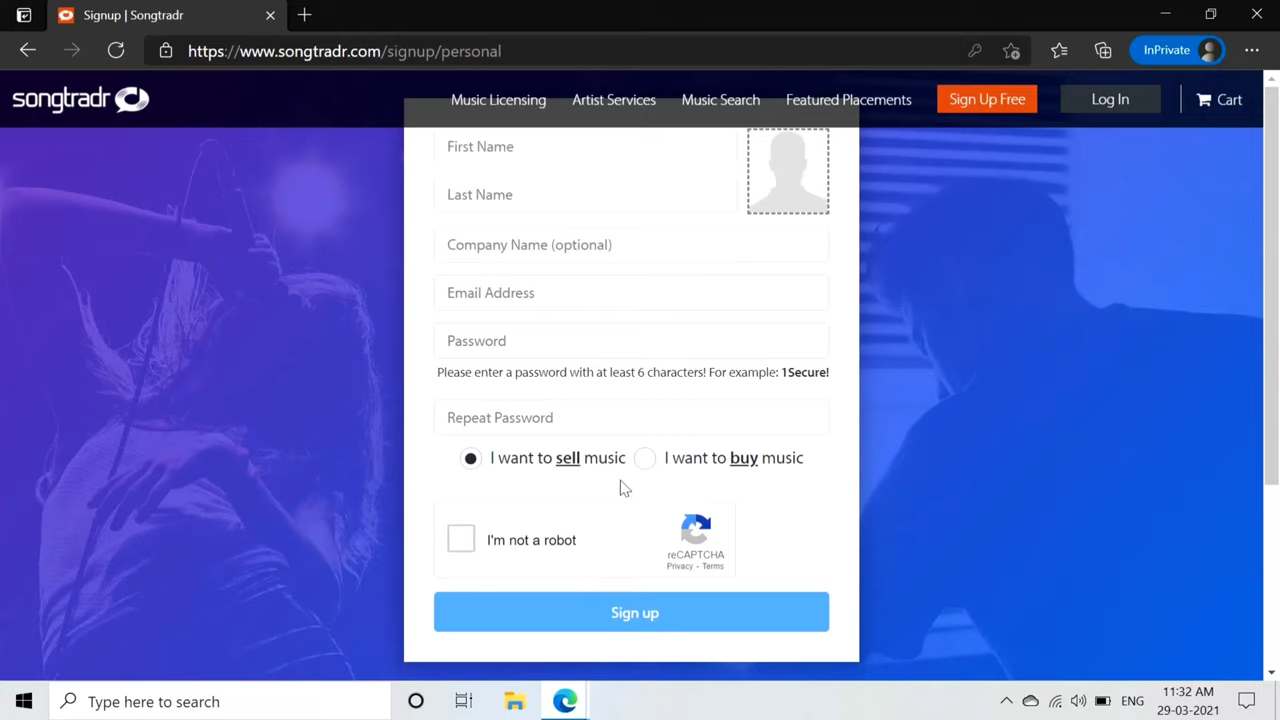 Signup | Songtradr
https://www.songtradr.com/signup/personal
InPrivate
songtradr
Music Licensing
Artist Services
Music Search
Featured Placements
Sign Up Free
Log In
Cart
First Name
Last Name
Company Name (optional)
Email Address
Password
Please enter a password with at least 6 characters! For example: 1Secure!
Repeat Password
I want to sell music
I want to buy music
I'm not a robot
reCAPTCHA
Privacy - Terms
Sign up
Type here to search
ENG
11:32 AM
29-03-2021